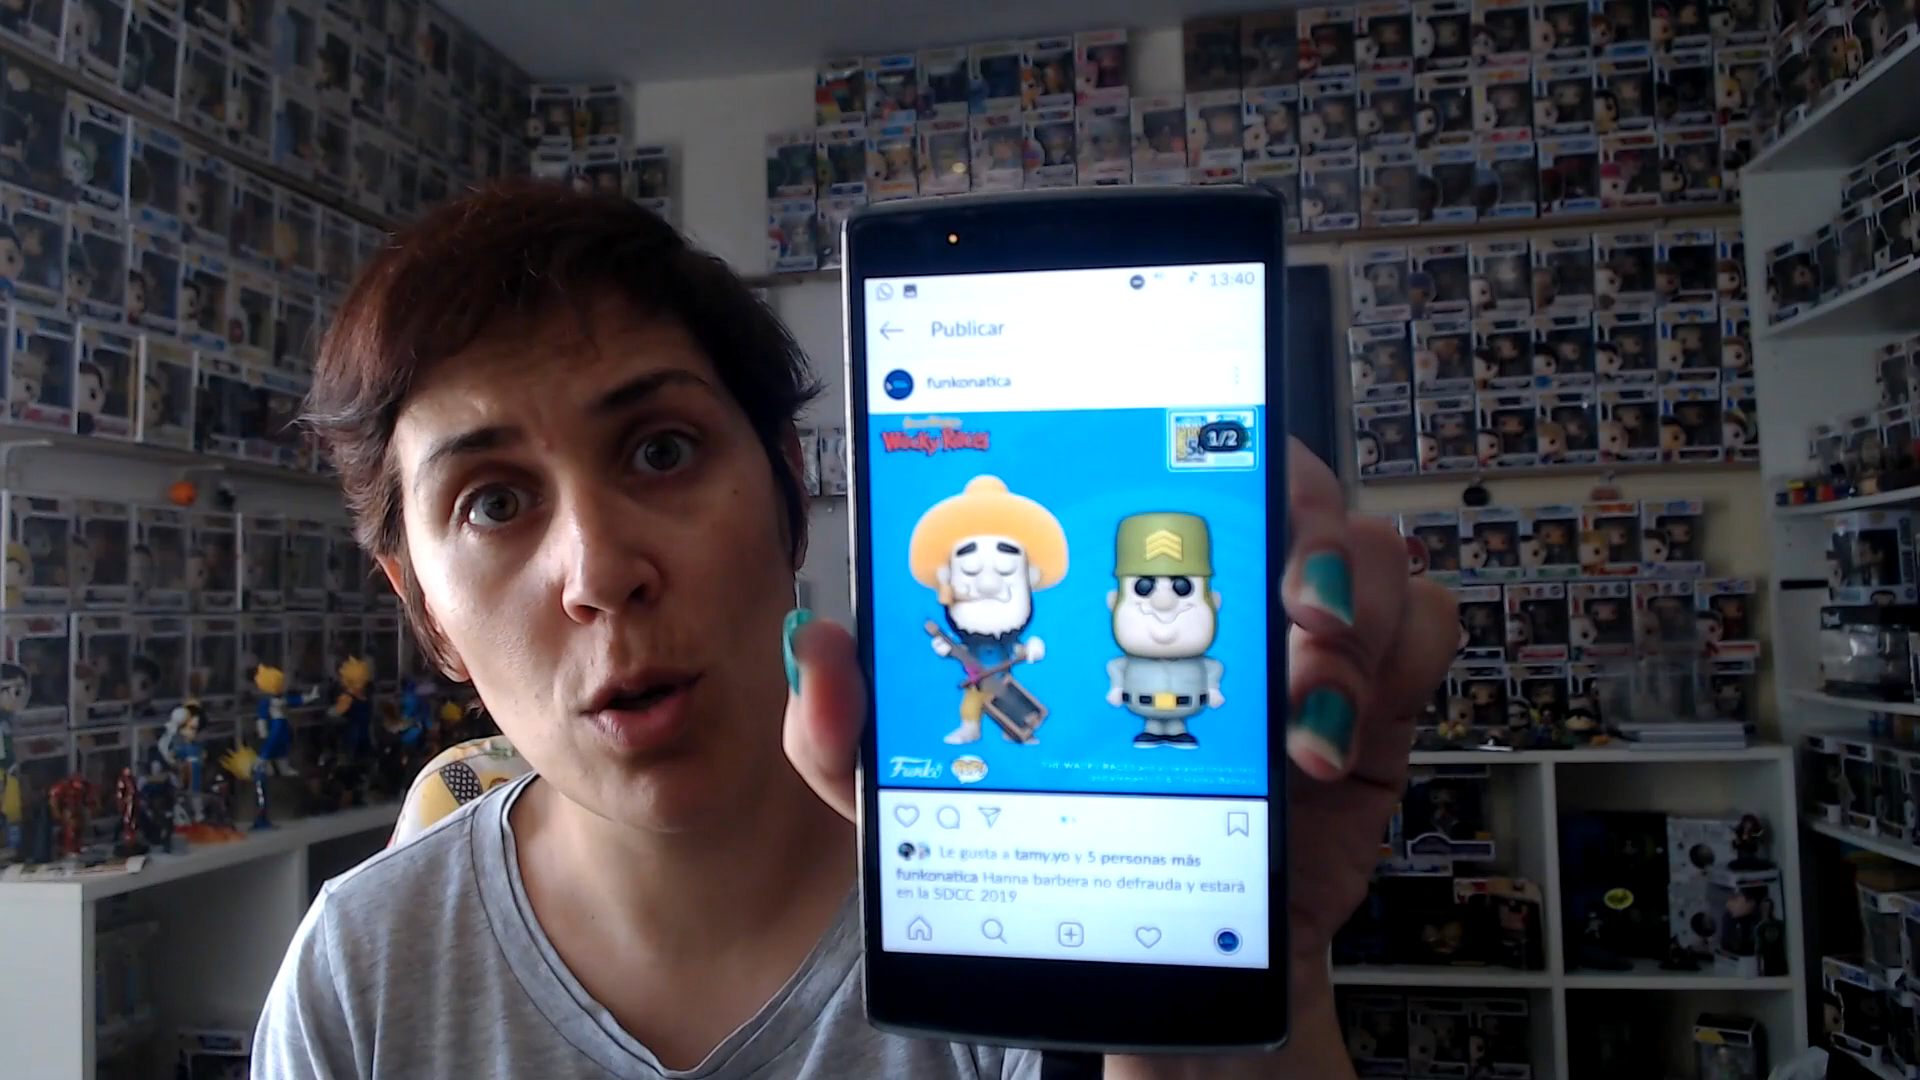 13:40
Publicar
funkonatica
Wacky Races
1/2
Funko
POP!
Le gusta a tamy.yo y 5 personas más
funkonatica Hanna barbera no defrauda y estará
en la SDCC 2019